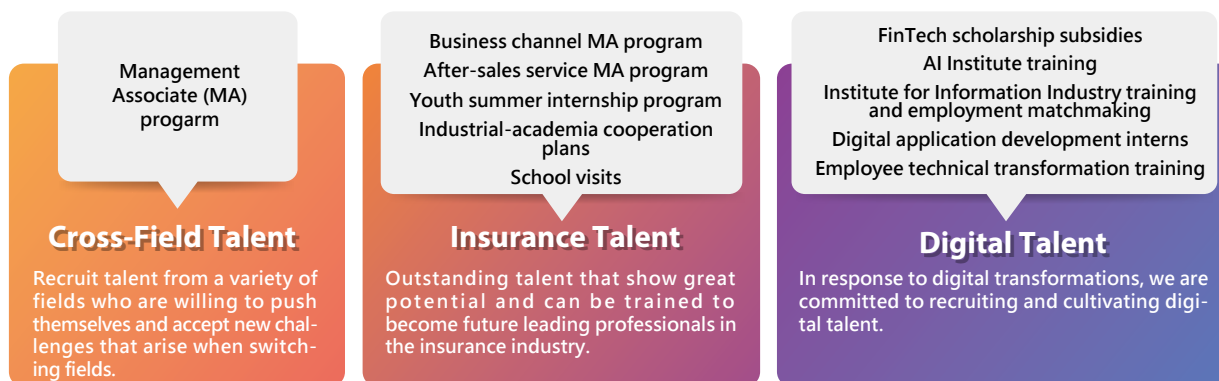 Management
Associate (MA)
progarm
Cross-Field Talent
Recruit talent from a variety of
fields who are willing to push
themselves and accept new chal-
lenges that arise when switch-
ing fields.
Business channel MA program
After-sales service MA program
Youth summer internship program
Industrial-academia cooperation
plans
School visits
Insurance Talent
Outstanding talent that show great
potential and can be trained to
become future leading professionals in
the insurance industry.
FinTech scholarship subsidies
AI Institute training
Institute for Information Industry training
and employment matchmaking
Digital application development interns
Employee technical transformation training
Digital Talent
In response to digital transformations, we are
committed to recruiting and cultivating digi-
tal talent.